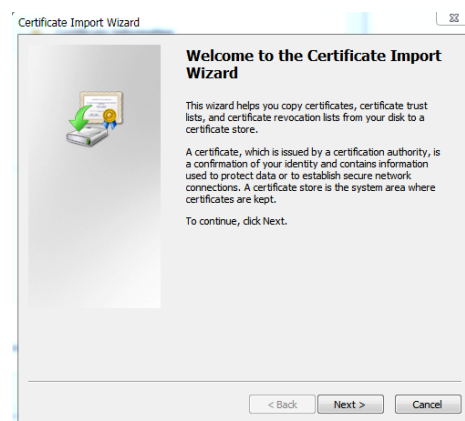 Certificate Import Wizard
Welcome to the Certificate Import
Wizard
This wizard helps you copy certificates, certificate trust
lists, and certificate revocation lists from your disk to a
certificate store.
A certificate, which is issued by a certification authority, is
a confirmation of your identity and contains information
used to protect data or to establish secure network
connections. A certificate store is the system area where
certificates are kept.
To continue, click Next.
< Back Next > Cancel